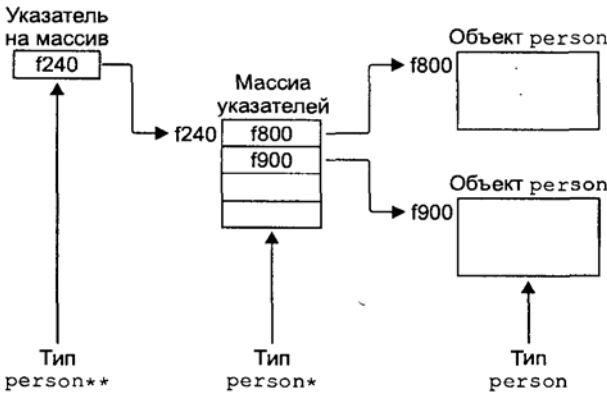 Указатель
на массив
f240
Массиа
указателей
f240
f800
f900
Объект person
f800
Объект person
f900
Тип
person**
Тип
person*
Тип
person